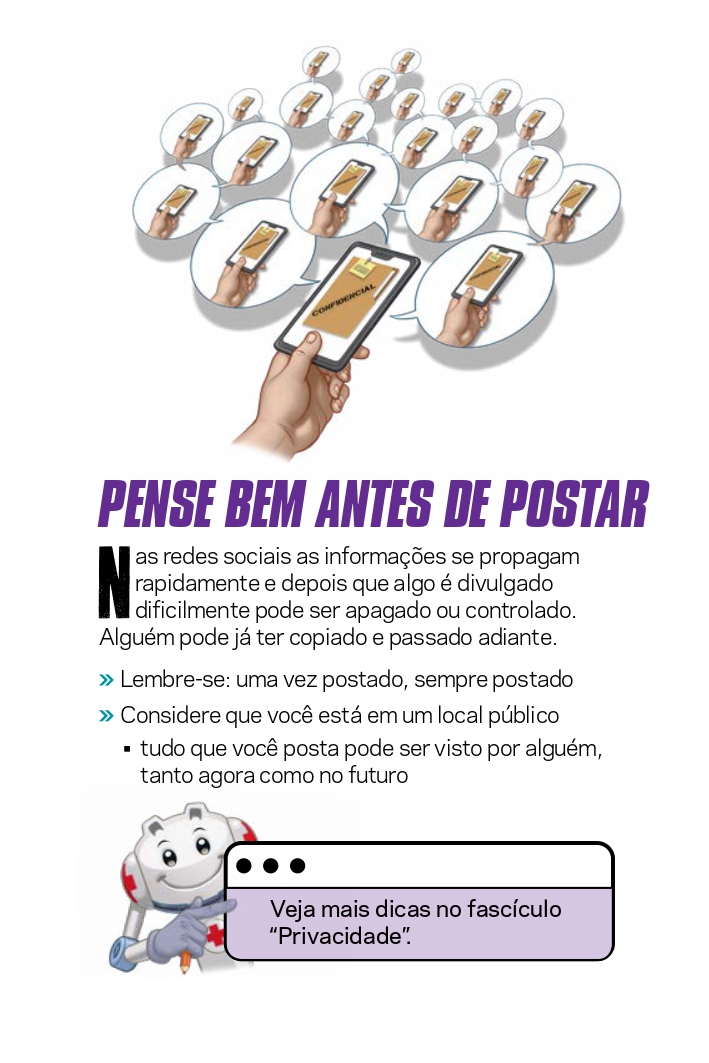 CONFIDENCIAL
CONFIDENCIAL
PENSE BEM ANTES DE POSTAR
Nas redes sociais as informações se propagam
rapidamente e depois que algo é divulgado
dificilmente pode ser apagado ou controlado.
Alguém pode já ter copiado e passado adiante.
» Lembre-se: uma vez postado, sempre postado
» Considere que você está em um local público
▪ tudo que você posta pode ser visto por alguém,
tanto agora como no futuro
Veja mais dicas no fascículo
“Privacidade”.